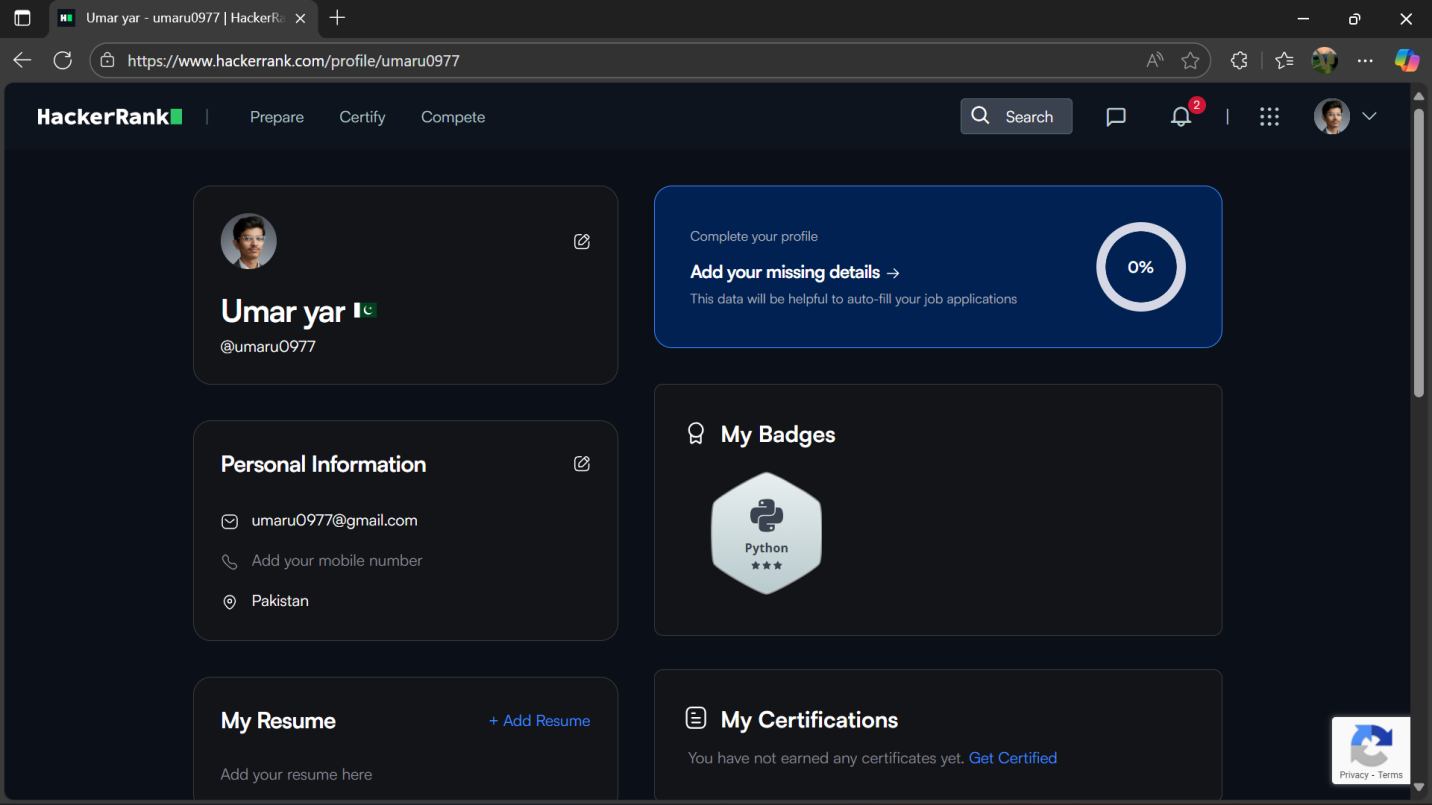 Umar yar - umaru0977 | HackerRa
https://www.hackerrank.com/profile/umaru0977
HackerRank
Prepare
Certify
Compete
Search
2
Umar yar
@umaru0977
Complete your profile
Add your missing details →
This data will be helpful to auto-fill your job applications
0%
Personal Information
umaru0977@gmail.com
Add your mobile number
Pakistan
My Badges
Python
My Resume
+ Add Resume
Add your resume here
My Certifications
You have not earned any certificates yet. Get Certified
Privacy - Terms